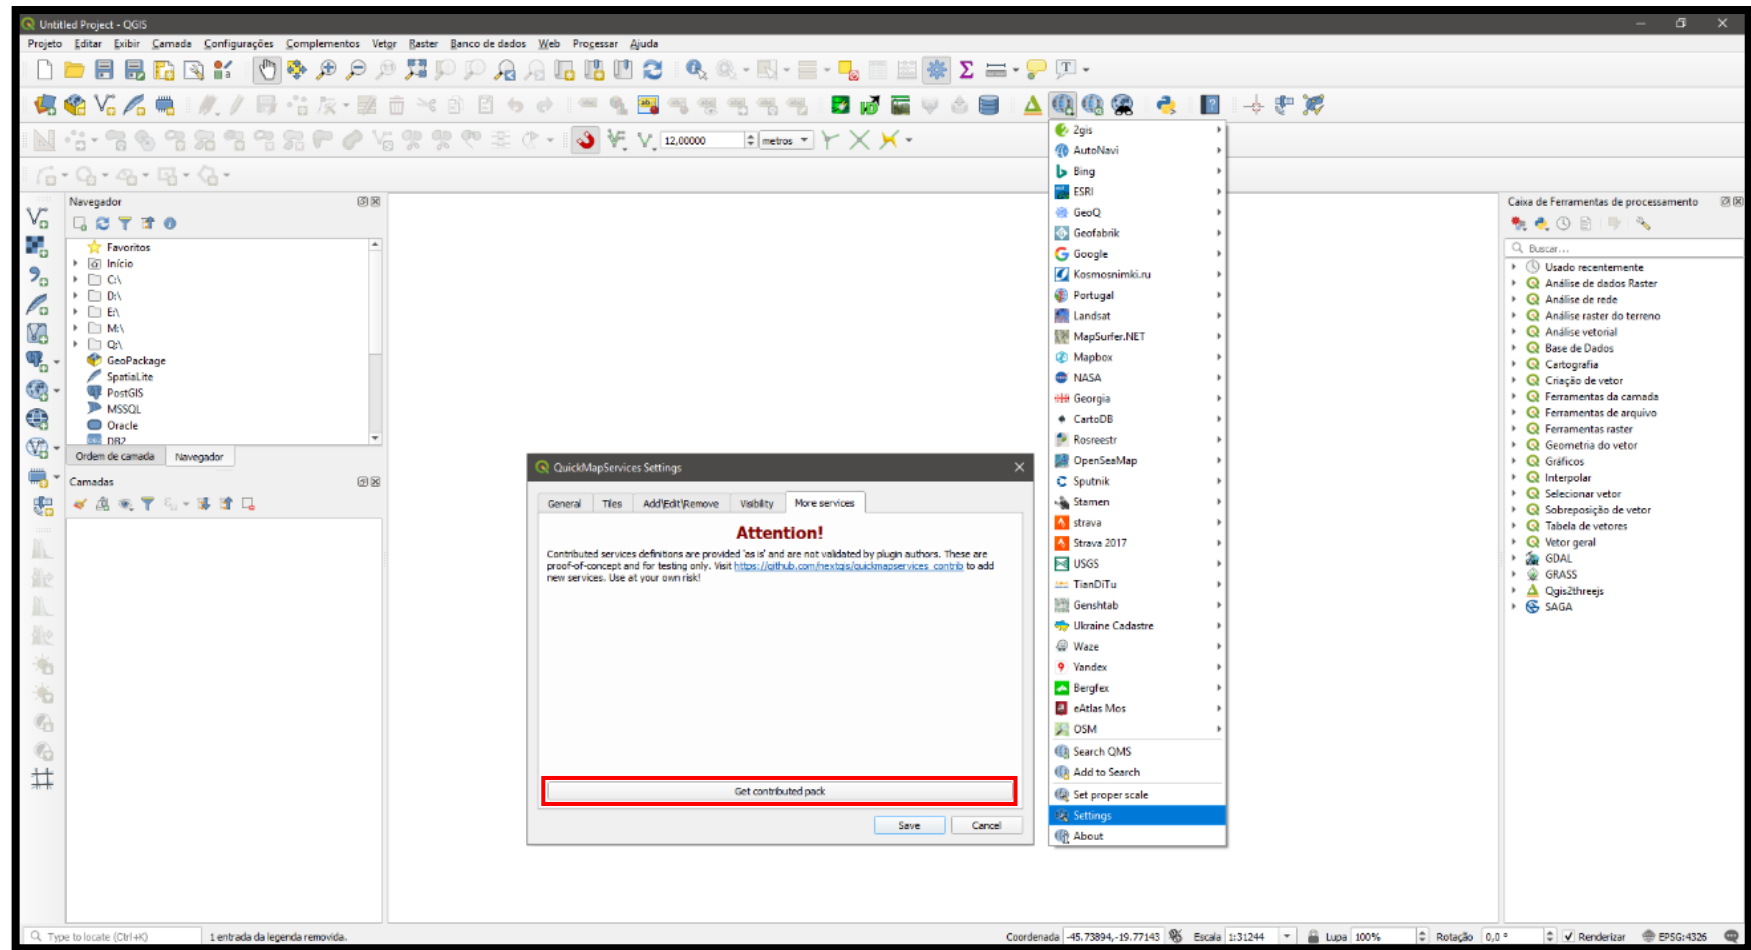 Untitled Project - QGIS
Projeto Editar Exibir Camada Configurações Complementos Vetor Raster Banco de dados Web Processar Ajuda
12,00000 metros
Navegador
Favoritos
Início
C:\
D:\
E:\
M:\
Q:\
GeoPackage
SpatiaLite
PostGIS
MSSQL
Oracle
DB2
Ordem de camada Navegador
Camadas
QuickMapServices Settings
General Tiles Add\Edit\Remove Visibility More services
Attention!
Contributed services definitions are provided 'as is' and are not validated by plugin authors. These are
proof-of-concept and for testing only. Visit https://github.com/nextgis/quickmapservices_contrib to add
new services. Use at your own risk!
Get contributed pack
Save Cancel
2gis
AutoNavi
Bing
ESRI
GeoQ
Geofabrik
Google
Kosmosnimki.ru
Portugal
Landsat
MapSurfer.NET
Mapbox
NASA
Georgia
CartoDB
Rosreestr
OpenSeaMap
Sputnik
Stamen
strava
Strava 2017
USGS
TianDiTu
Genshtab
Ukraine Cadastre
Waze
Yandex
Bergfex
eAtlas Mos
OSM
Search QMS
Add to Search
Set proper scale
Settings
About
Caixa de Ferramentas de processamento
Buscar...
Usado recentemente
Análise de dados Raster
Análise de rede
Análise raster do terreno
Análise vetorial
Base de Dados
Cartografia
Criação de vetor
Ferramentas da camada
Ferramentas de arquivo
Ferramentas raster
Geometria do vetor
Gráficos
Interpolar
Selecionar vetor
Sobreposição de vetor
Tabela de vetores
Vetor geral
GDAL
GRASS
Qgis2threejs
SAGA
Type to locate (Ctrl+K) 1 entrada da legenda removida. Coordenada -45.73894,-19.77143 Escala 1:31244 Lupa 100% Rotação 0,0 ° Renderizar EPSG:4326